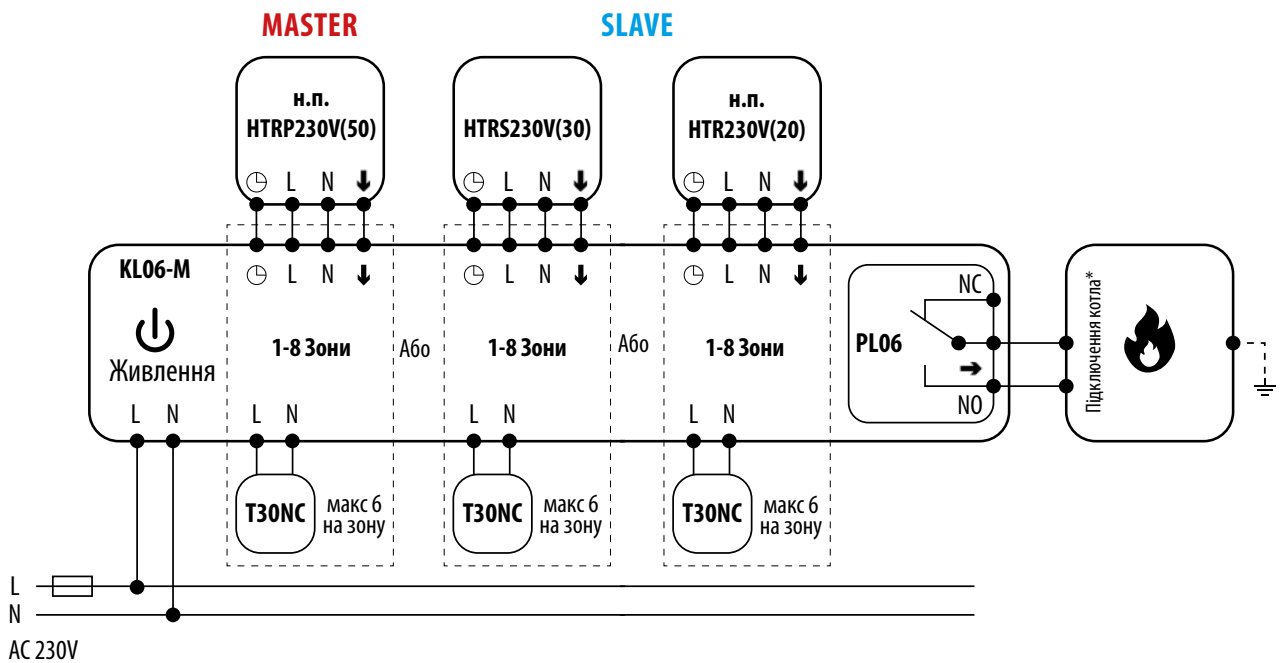 MASTER
SLAVE
н.п.
HTRP230V(50)
HTRS230V(30)
н.п.
HTR230V(20)
L N
L N
L N
KL06-M
L N
L N
L N
Живлення
1-8 Зони
Або
1-8 Зони
Або
1-8 Зони
PL06
NC
NO
Підключення котла*
L N
L N
L N
L N
T30NC
макс 6
на зону
T30NC
макс 6
на зону
T30NC
макс 6
на зону
L
N
AC 230V